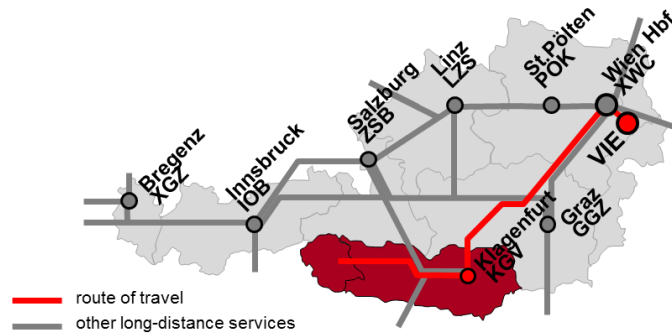 Bregenz
XGZ
Innsbruck
IOB
Salzburg
ZSB
Linz
LZS
St.Pölten
POK
Wien Hbf
XWC
VIE
Graz
GGZ
Klagenfurt
KGV
route of travel
other long-distance services